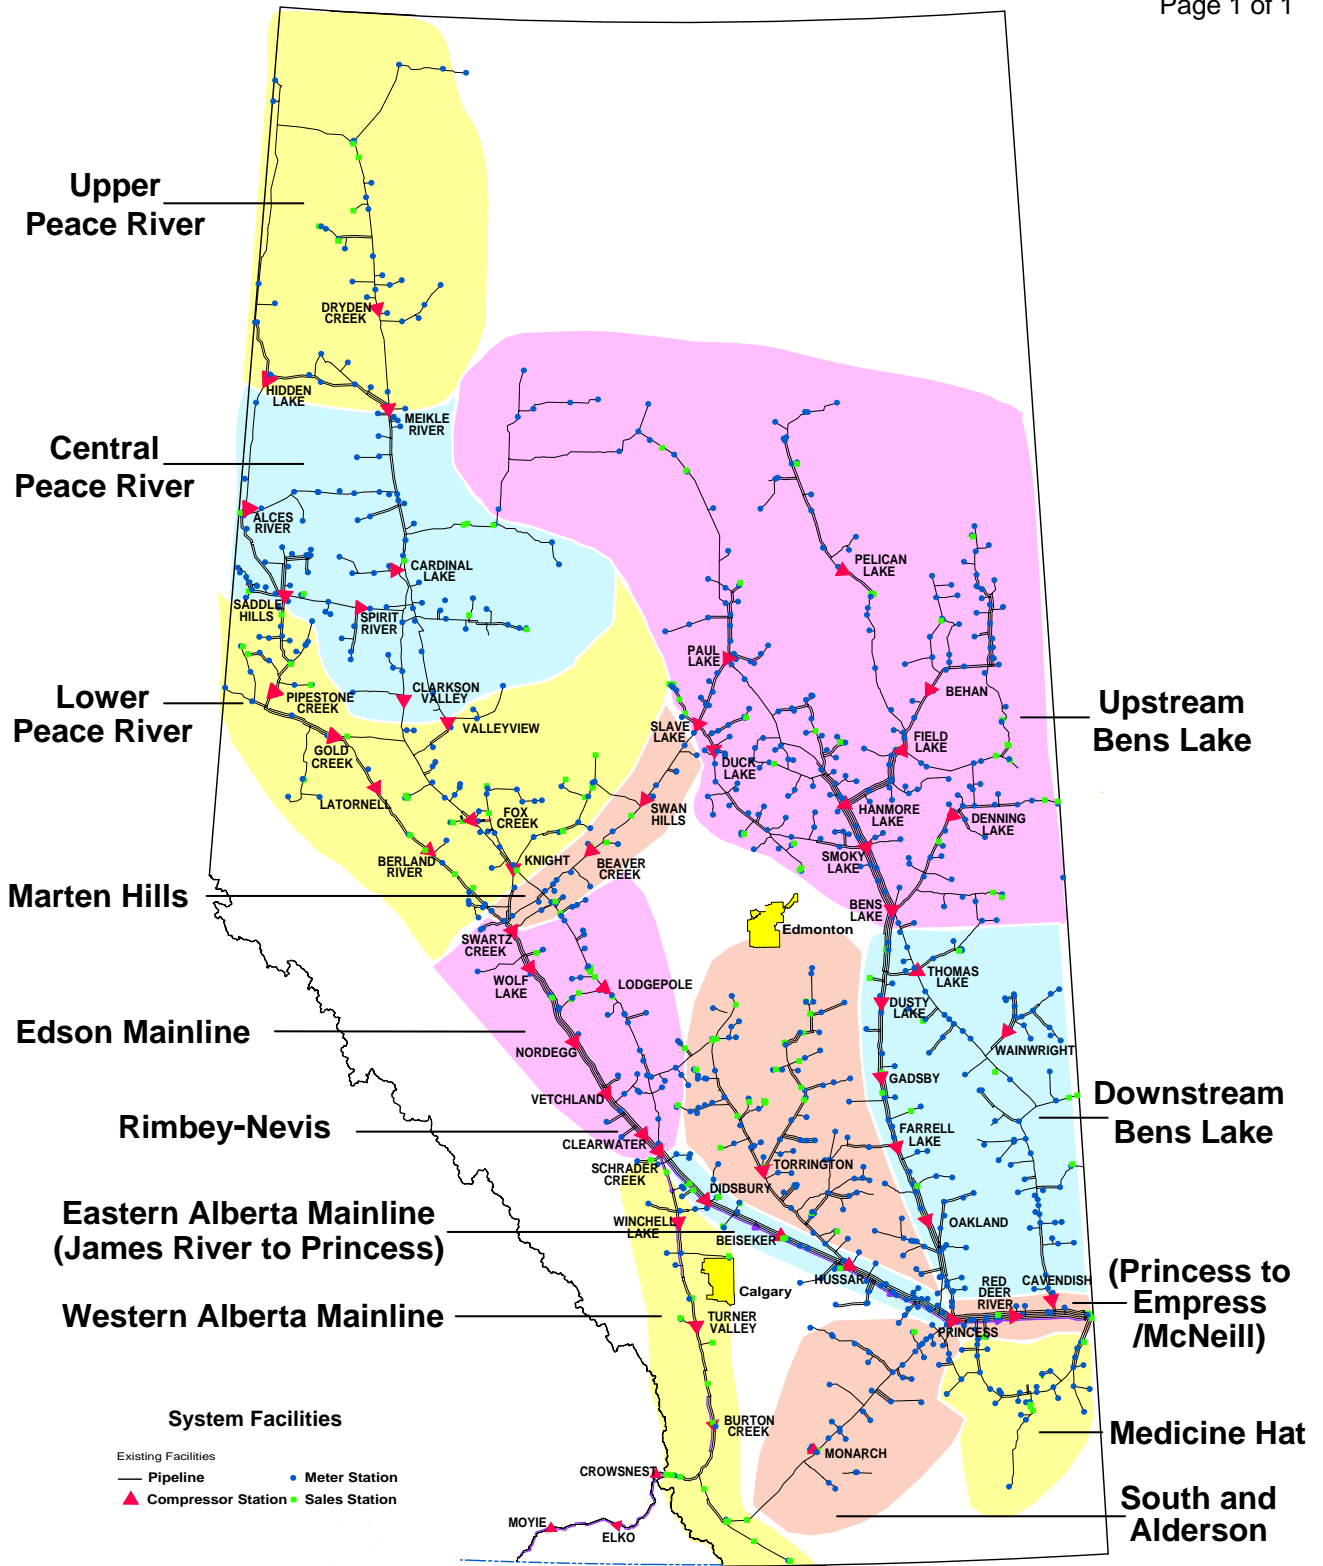 Page 1 of 1
Upper
Peace River
DRYDEN
CREEK
HIDDEN
LAKE
MEIKLE
RIVER
Central
Peace River
ALCES
RIVER
CARDINAL
LAKE
PELICAN
LAKE
SADDLE
HILLS
SPIRIT
RIVER
PAUL
LAKE
BEHAN
CLARKSON
VALLEY
PIPESTONE
CREEK
Lower
Peace River
VALLEYVIEW
SLAVE
LAKE
FIELD
LAKE
Upstream
Bens Lake
GOLD
CREEK
DUCK
LAKE
LATORNELL
FOX
CREEK
SWAN
HILLS
HANMORE
LAKE
DENNING
LAKE
BERLAND
RIVER
KNIGHT
BEAVER
CREEK
SMOKY
LAKE
Marten Hills
BENS
LAKE
Edmonton
SWARTZ
CREEK
WOLF
LAKE
LODGEPOLE
THOMAS
LAKE
DUSTY
LAKE
Edson Mainline
NORDEGG
WAINWRIGHT
GADSBY
VETCHLAND
Downstream
Bens Lake
Rimbey-Nevis
CLEARWATER
FARRELL
LAKE
SCHRADER
CREEK
TORRINGTON
DIDSBURY
Eastern Alberta Mainline
(James River to Princess)
WINCHELL
LAKE
BEISEKER
OAKLAND
HUSSAR
RED
DEER
RIVER
CAVENDISH
(Princess to
Empress
/McNeill)
Calgary
Western Alberta Mainline
TURNER
VALLEY
PRINCESS
System Facilities
BURTON
CREEK
Medicine Hat
MONARCH
Existing Facilities
CROWSNEST
Pipeline
Meter Station
Compressor Station
Sales Station
South and
Alderson
MOYIE
ELKO